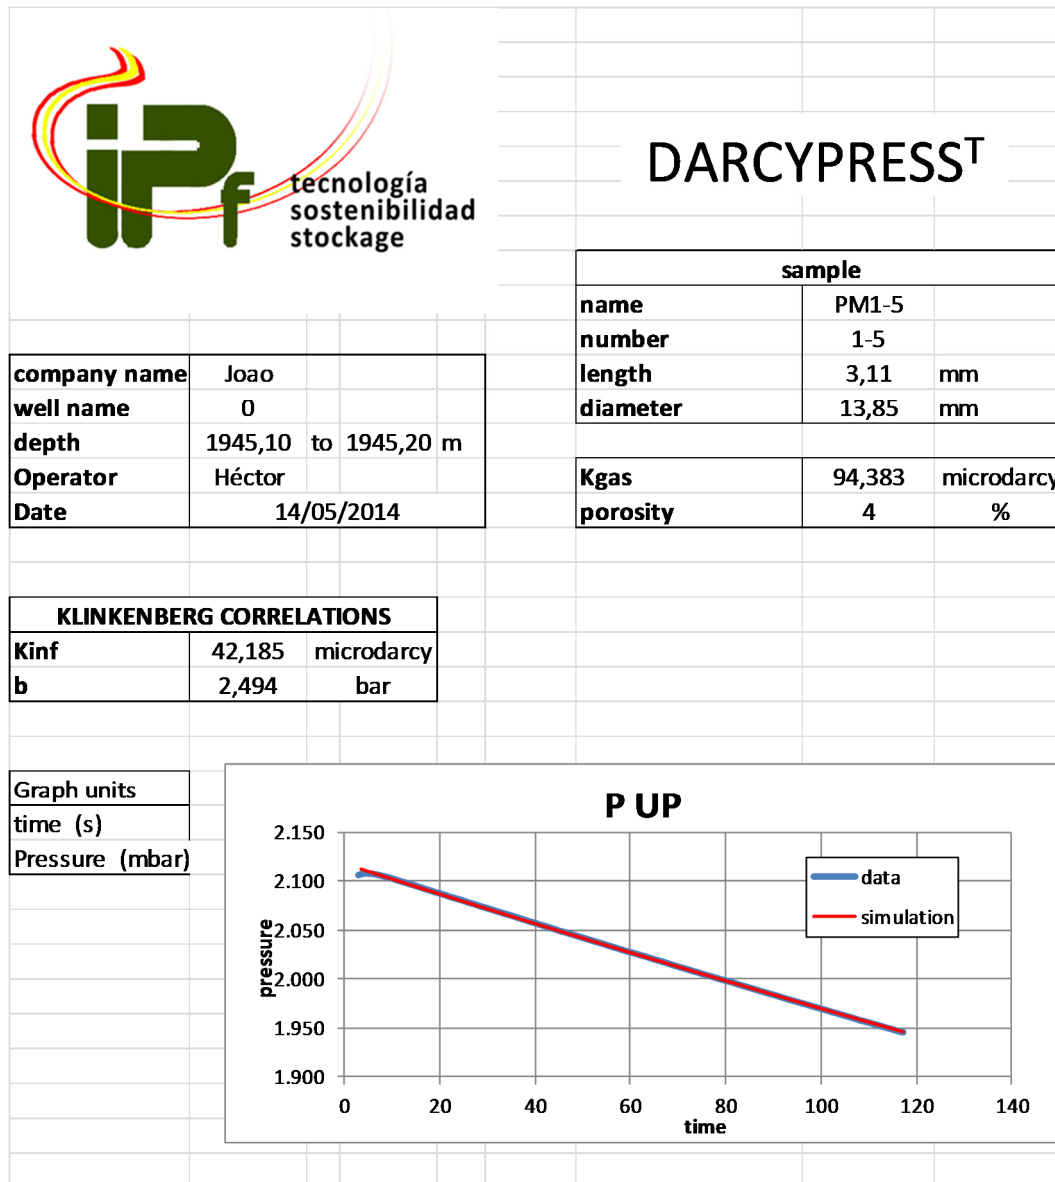 iPf
tecnología
sostenibilidad
stockage
DARCYPRESSᵀ
sample
name PM1-5
number 1-5
length 3,11 mm
diameter 13,85 mm
company name Joao
well name 0
depth 1945,10 to 1945,20 m
Operator Héctor
Date 14/05/2014
Kgas 94,383 microdarcy
porosity 4 %
KLINKENBERG CORRELATIONS
Kinf 42,185 microdarcy
b 2,494 bar
Graph units
time (s)
Pressure (mbar)
P UP
2.150
2.100
2.050
2.000
1.950
1.900
pressure
data
simulation
0 20 40 60 80 100 120 140
time